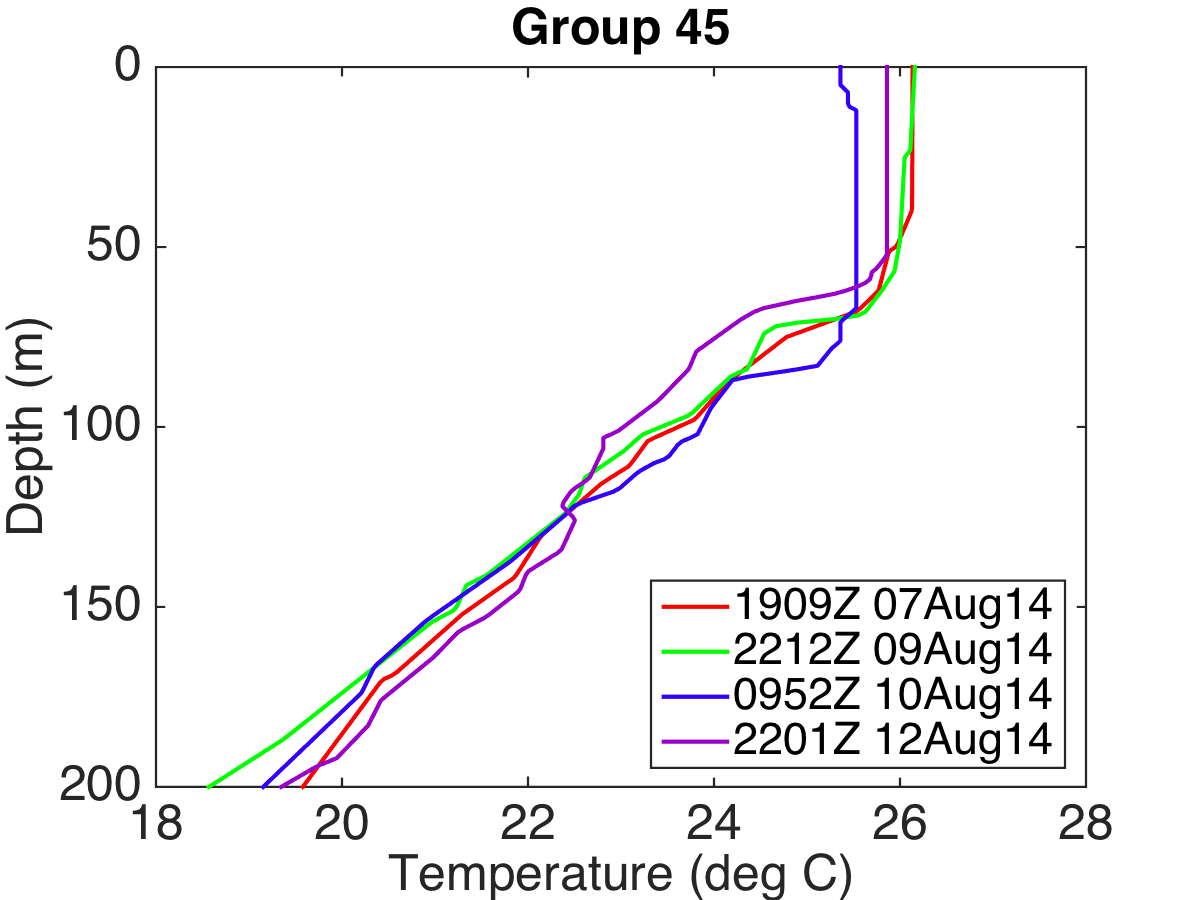 Group 45
0
50
100
150
200
Depth (m)
18 20 22 24 26 28
Temperature (deg C)
1909Z 07Aug14
2212Z 09Aug14
0952Z 10Aug14
2201Z 12Aug14